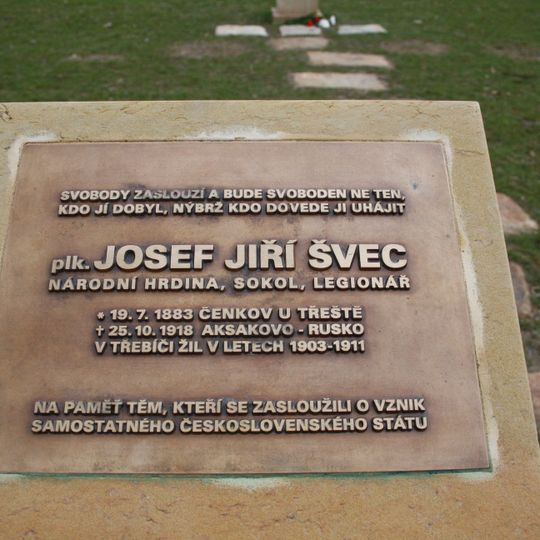 SVOBODY ZASLOUZÍ A BUDE SVOBODEN NE TEN,
KDO JÍ DOBYL, NÝBRŽ KDO DOVEDE JI UHÁJIT
plk. JOSEF JIŘÍ ŠVEC
NÁRODNÍ HRDINA, SOKOL, LEGIONÁŘ
* 19. 7. 1883 ČENKOV U TŘEŠTĚ
† 25. 10. 1918 AKSAKOVO - RUSKO
V TŘEBÍČI ŽIL V LETECH 1903-1911
NA PAMĚŤ TĚM, KTEŘÍ SE ZASLOUŽILI O VZNIK
SAMOSTATNÉHO ČESKOSLOVENSKÉHO STÁTU